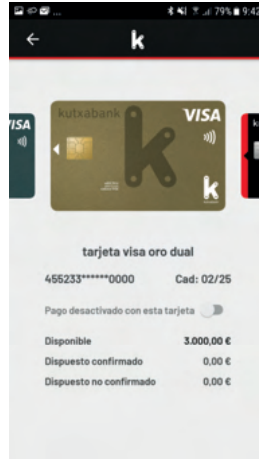 79% 9:42
k
VISA
kutxabank
VISA
k
k
tarjeta visa oro dual
455233******0000 Cad: 02/25
Pago desactivado con esta tarjeta
Disponible 3.000,00 €
Dispuesto confirmado 0,00 €
Dispuesto no confirmado 0,00 €